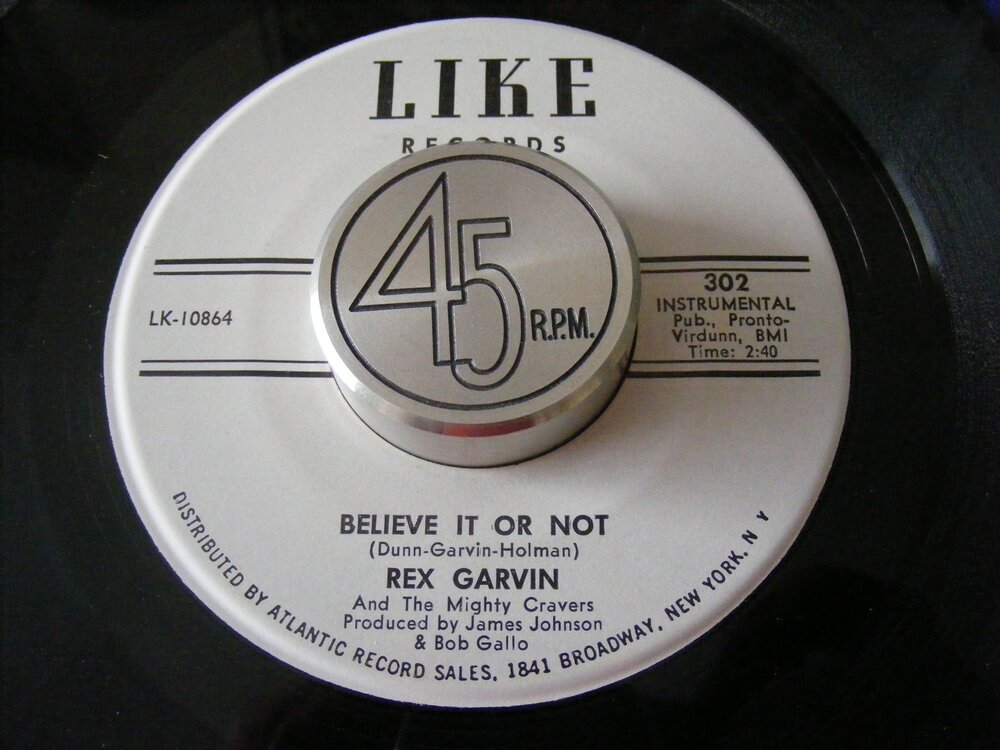 LIKE
RECORDS
45
R.P.M.
LK-10864
302
INSTRUMENTAL
Pub., Pronto-
Virdunn, BMI
Time: 2:40
BELIEVE IT OR NOT
(Dunn-Garvin-Holman)
REX GARVIN
And The Mighty Cravers
Produced by James Johnson
& Bob Gallo
DISTRIBUTED BY ATLANTIC RECORD SALES, 1841 BROADWAY, NEW YORK, N Y